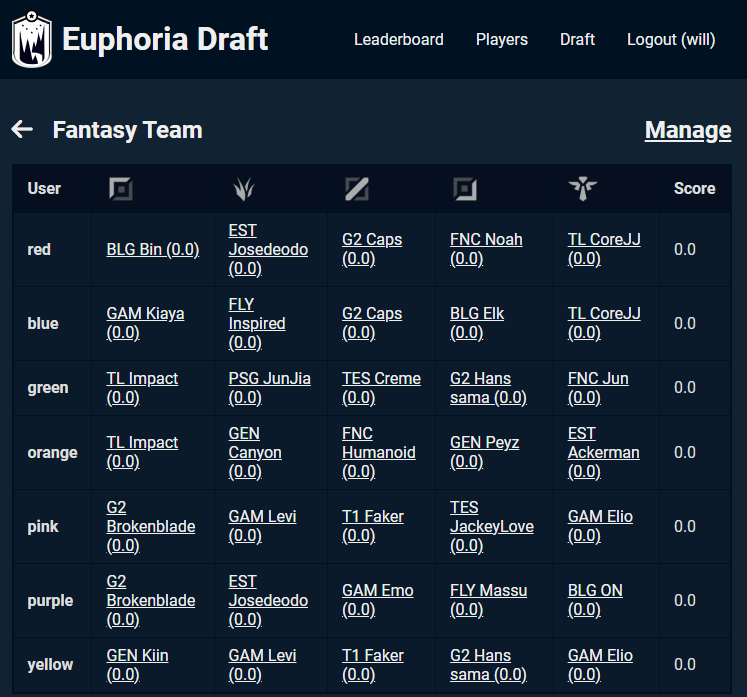 Euphoria Draft
Leaderboard Players Draft Logout (will)
Fantasy Team Manage
User Score
red BLG Bin (0.0) EST Josedeodo (0.0) G2 Caps (0.0) FNC Noah (0.0) TL CoreJJ (0.0) 0.0
blue GAM Kiaya (0.0) FLY Inspired (0.0) G2 Caps (0.0) BLG Elk (0.0) TL CoreJJ (0.0) 0.0
green TL Impact (0.0) PSG JunJia (0.0) TES Creme (0.0) G2 Hans sama (0.0) FNC Jun (0.0) 0.0
orange TL Impact (0.0) GEN Canyon (0.0) FNC Humanoid (0.0) GEN Peyz (0.0) EST Ackerman (0.0) 0.0
pink G2 Brokenblade (0.0) GAM Levi (0.0) T1 Faker (0.0) TES JackeyLove (0.0) GAM Elio (0.0) 0.0
purple G2 Brokenblade (0.0) EST Josedeodo (0.0) GAM Emo (0.0) FLY Massu (0.0) BLG ON (0.0) 0.0
yellow GEN Kiin (0.0) GAM Levi (0.0) T1 Faker (0.0) G2 Hans sama (0.0) GAM Elio (0.0) 0.0